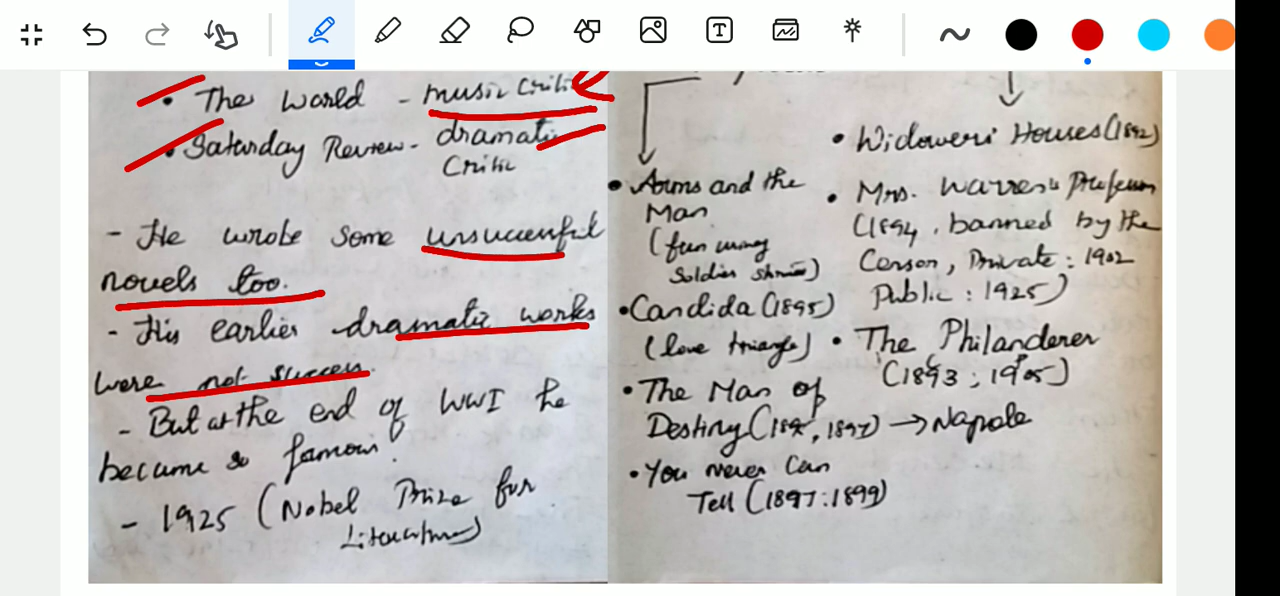 • The World - music critic
• Saturday Review - dramatic
Critic
- He wrote some unsuccessful
novels too.
- His earlier dramatic works
were not success.
- But at the end of WWI he
became so famous.
- 1925 (Nobel Prize for
Literature)
• Arms and the
Man
(fun
Soldier
• Candida (1895)
(love triangle)
• The Man of
Destiny (1897) → Napole
• You never Can
Tell (1897:1899)
• Widowers' Houses (1892)
• Mrs. Warren's Profession
(1894, banned by the
Censor, Private: 1902
Public: 1925)
• The Philanderer
(1893; 1905)
T